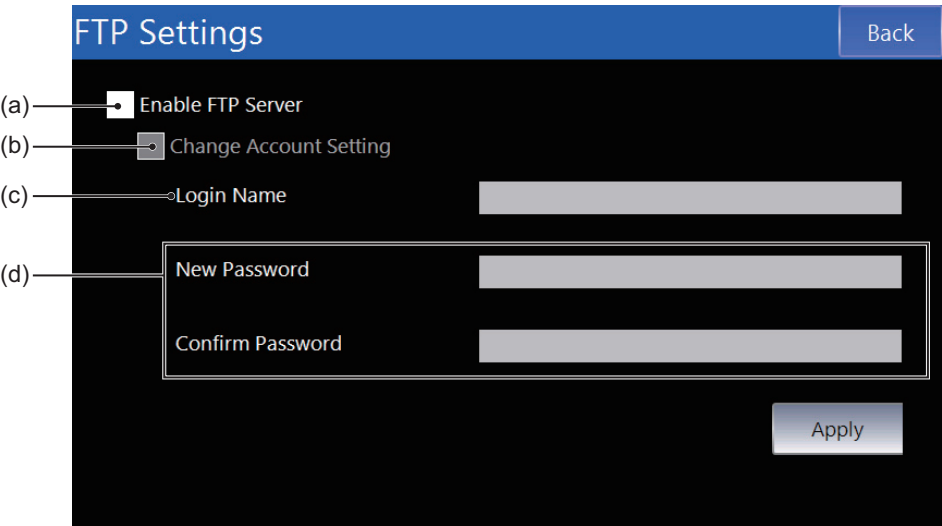 FTP Settings
Back
(a) Enable FTP Server
(b) Change Account Setting
(c) Login Name
(d) New Password
Confirm Password
Apply